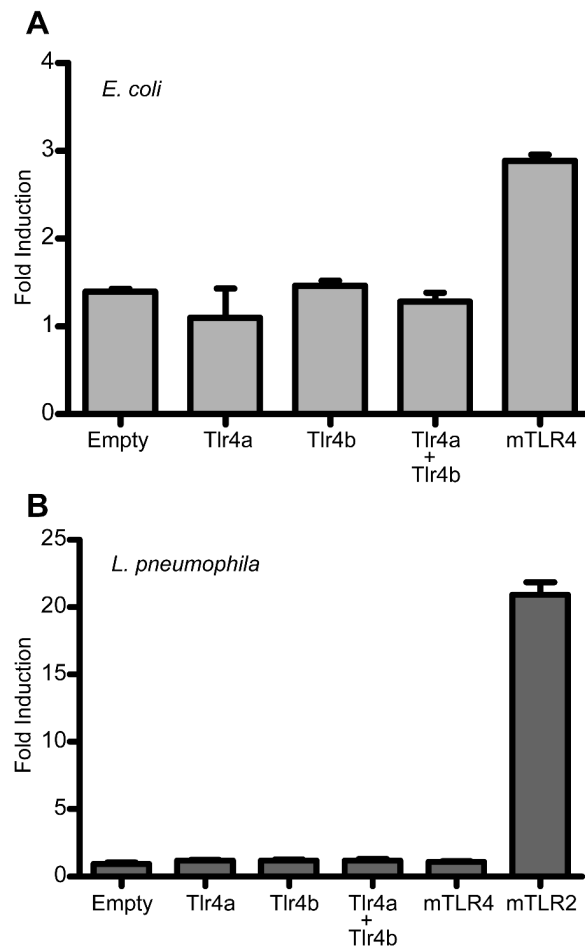 A
E. coli
Fold Induction
4
3
2
1
0
Empty Tlr4a Tlr4b Tlr4a + Tlr4b mTLR4
B
L. pneumophila
Fold Induction
25
20
15
10
5
0
Empty Tlr4a Tlr4b Tlr4a + Tlr4b mTLR4 mTLR2